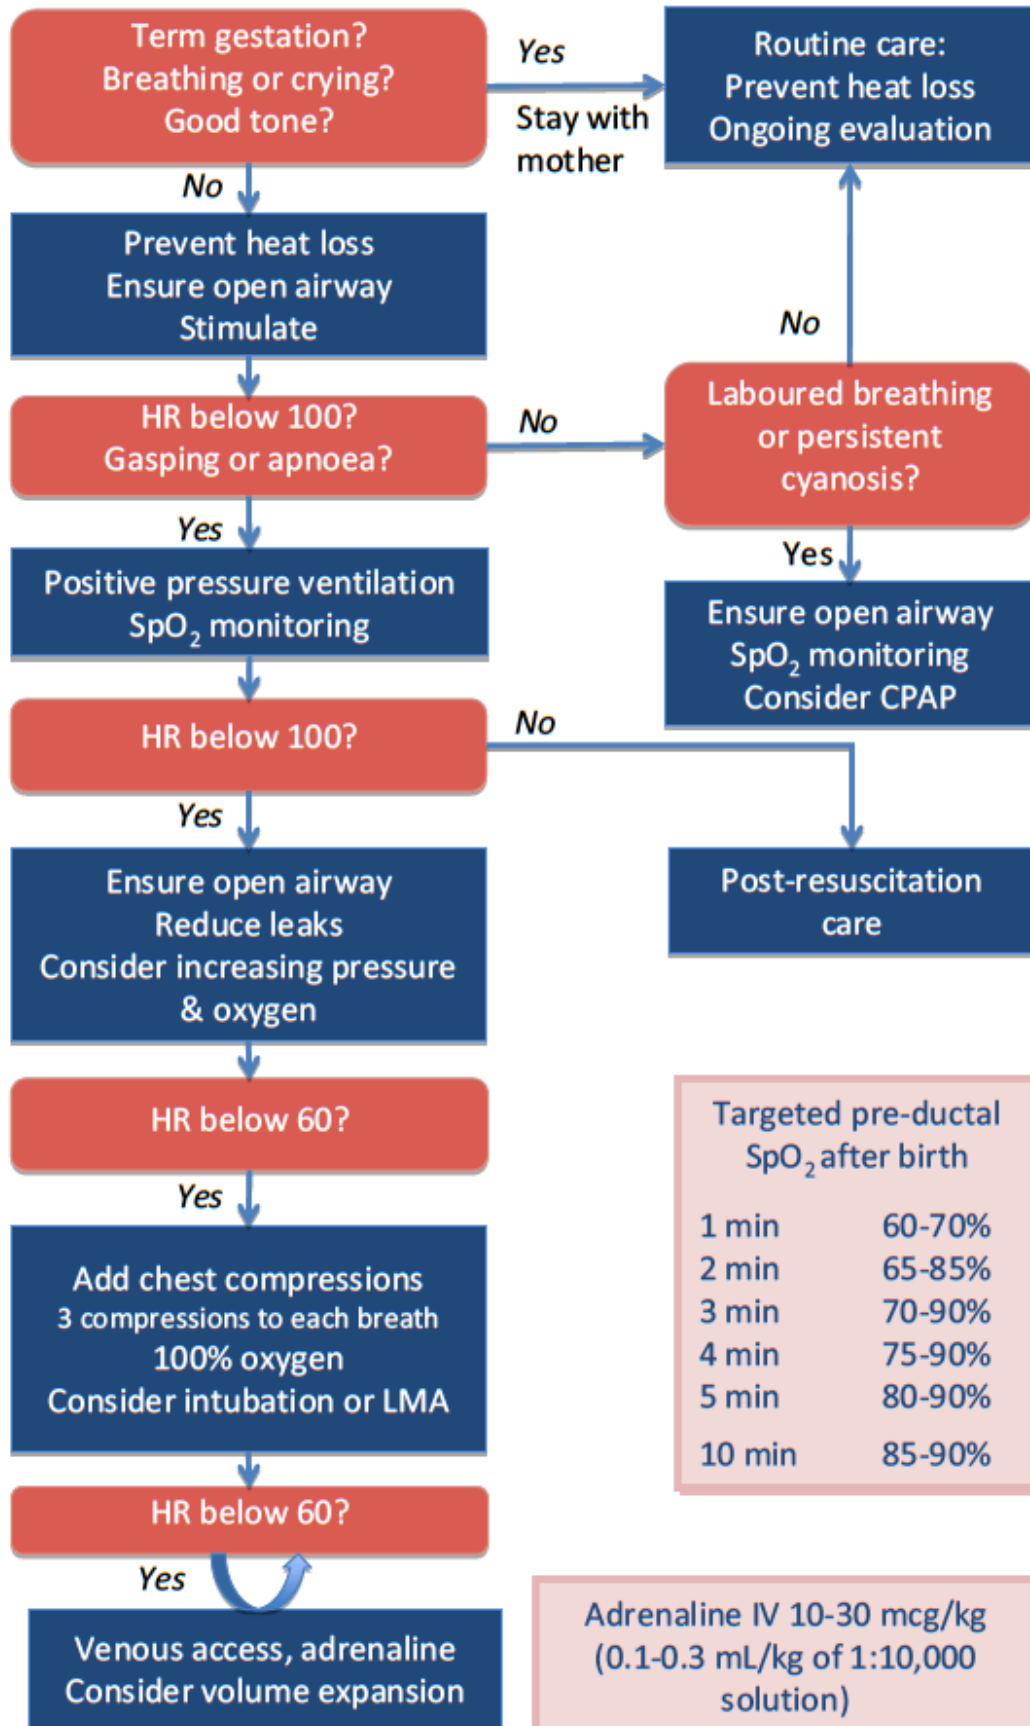 Term gestation?
Breathing or crying?
Good tone?
Yes
Stay with
mother
Routine care:
Prevent heat loss
Ongoing evaluation
No
Prevent heat loss
Ensure open airway
Stimulate
No
HR below 100?
Gasping or apnoea?
No
Laboured breathing
or persistent
cyanosis?
Yes
Yes
Positive pressure ventilation
SpO₂ monitoring
Ensure open airway
SpO₂ monitoring
Consider CPAP
HR below 100?
No
Yes
Ensure open airway
Reduce leaks
Consider increasing pressure
& oxygen
Post-resuscitation
care
HR below 60?
Yes
Add chest compressions
3 compressions to each breath
100% oxygen
Consider intubation or LMA
Targeted pre-ductal
SpO₂ after birth
1 min 60-70%
2 min 65-85%
3 min 70-90%
4 min 75-90%
5 min 80-90%
10 min 85-90%
HR below 60?
Yes
Venous access, adrenaline
Consider volume expansion
Adrenaline IV 10-30 mcg/kg
(0.1-0.3 mL/kg of 1:10,000
solution)